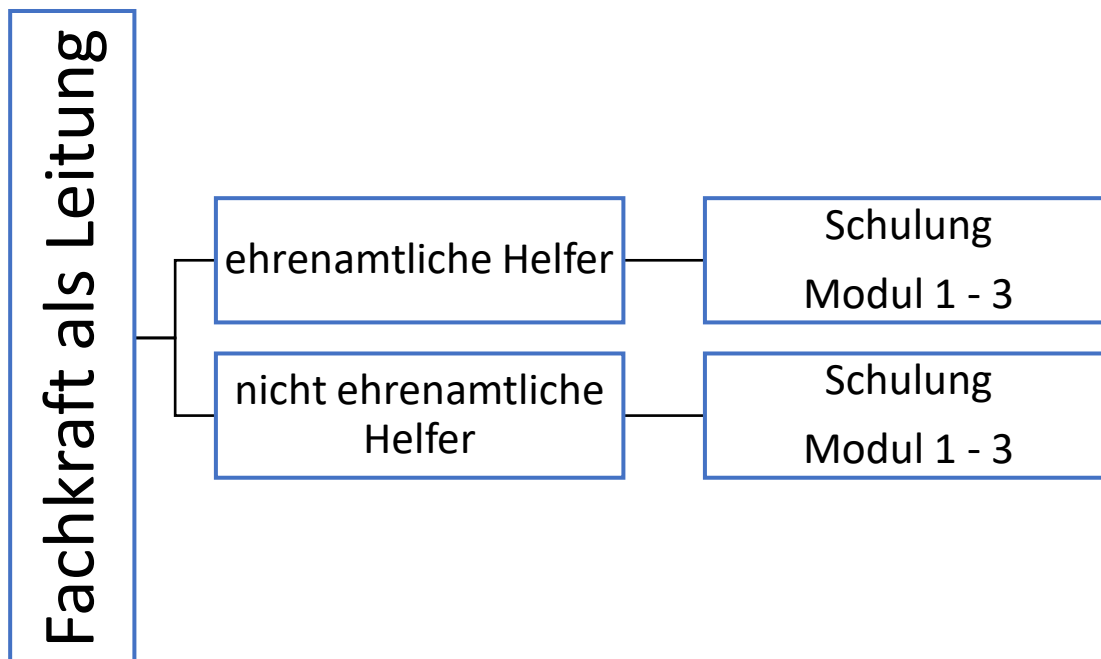 Fachkraft als Leitung
ehrenamtliche Helfer
Schulung
Modul 1 - 3
nicht ehrenamtliche
Helfer
Schulung
Modul 1 - 3